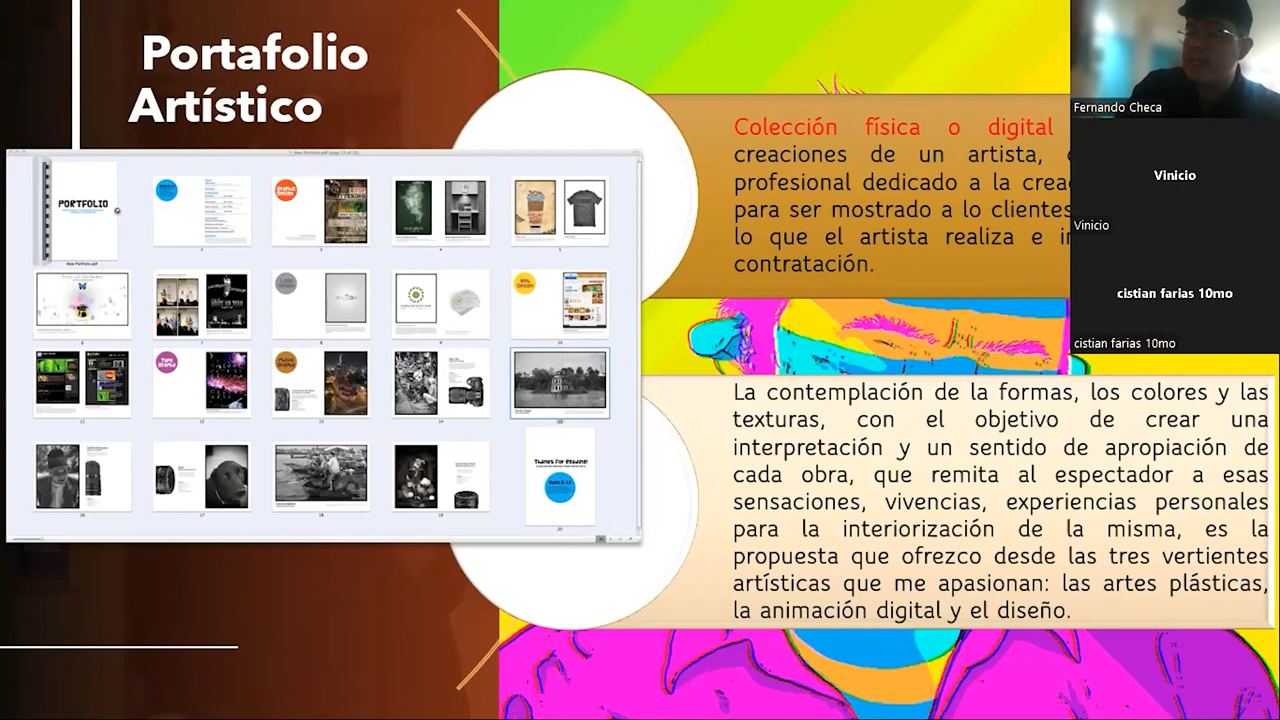 Portafolio
Artístico
Colección física o digital
creaciones de un artista,
profesional dedicado a la crea
para ser mostrar a lo clientes
lo que el artista realiza e i
contratación.
Fernando Checa
Vinicio
Vinicio
cistian farias 10mo
cistian farias 10mo
PORTFOLIO
New Portfolio.pdf
Thanks For Reading!
La contemplación de la formas, los colores y las
texturas, con el objetivo de crear una
interpretación y un sentido de apropiación de
cada obra, que remita al espectador a esas
sensaciones, vivencias, experiencias personales
para la interiorización de la misma, es la
propuesta que ofrezco desde las tres vertientes
artísticas que me apasionan: las artes plásticas,
la animación digital y el diseño.